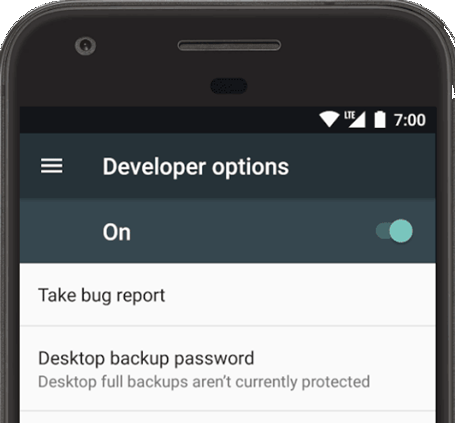 LTE 7:00
Developer options
On
Take bug report
Desktop backup password
Desktop full backups aren't currently protected